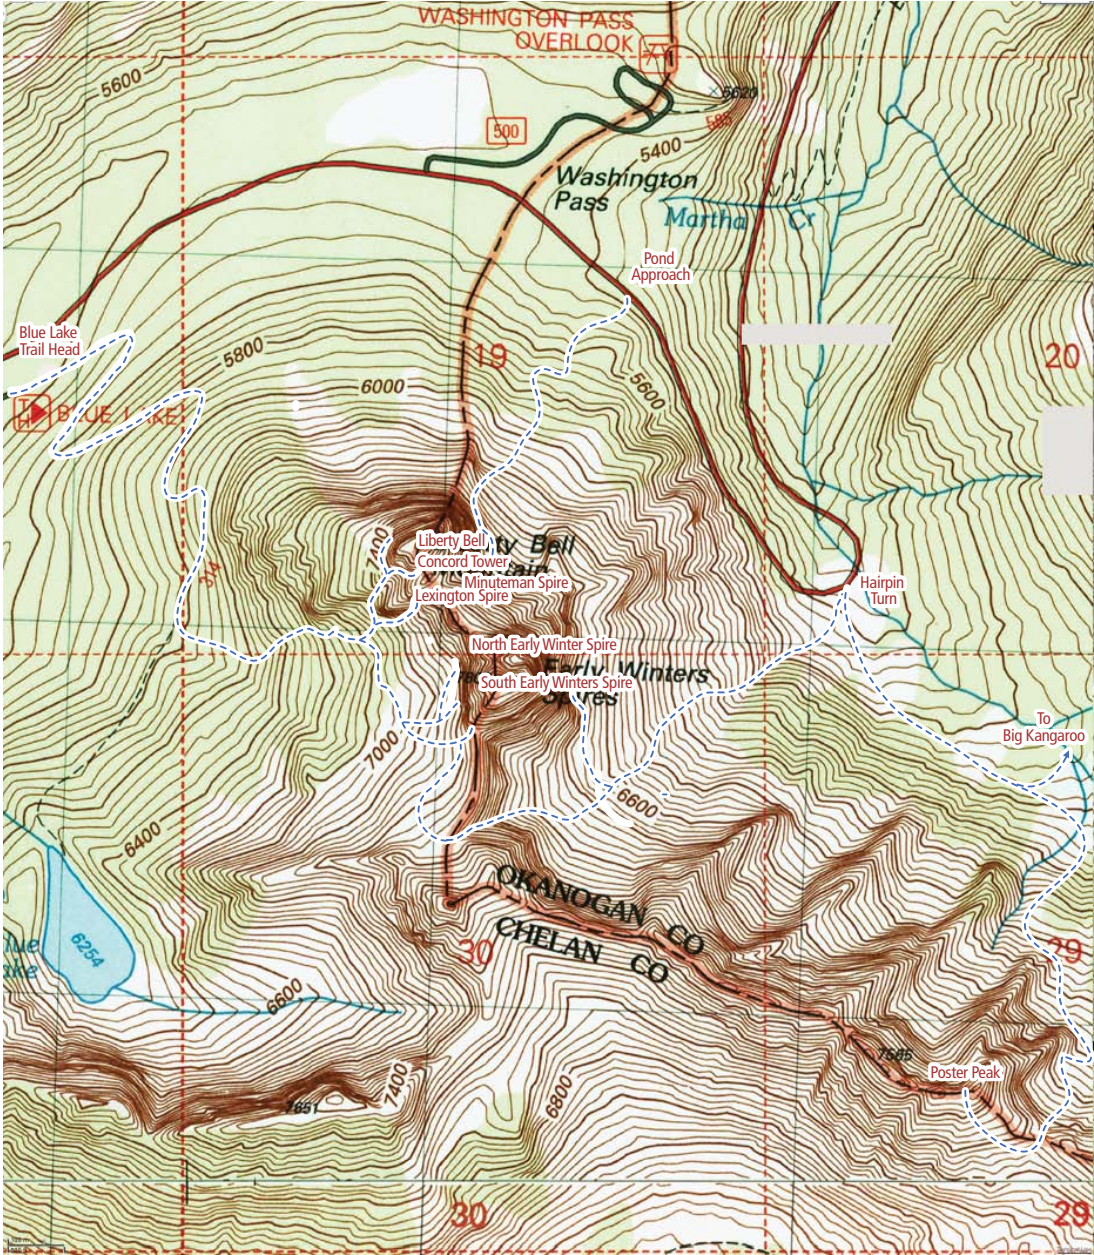 WASHINGTON PASS
OVERLOOK
5600
5620
500
5400
Washington
Pass
Martha Cr
Pond
Approach
Blue Lake
Trail Head
19
20
5800
6000
5600
BLUE LAKE
7400
Liberty Bell
Concord Tower
Minuteman Spire
Lexington Spire
3/4
Hairpin
Turn
North Early Winter Spire
Early Winters
South Early Winters Spire
Spires
To
Big Kangaroo
7000
6600
6400
OKANOGAN CO
CHELAN CO
30
29
6254
6600
7565
Poster Peak
7400
7651
6800
30
29